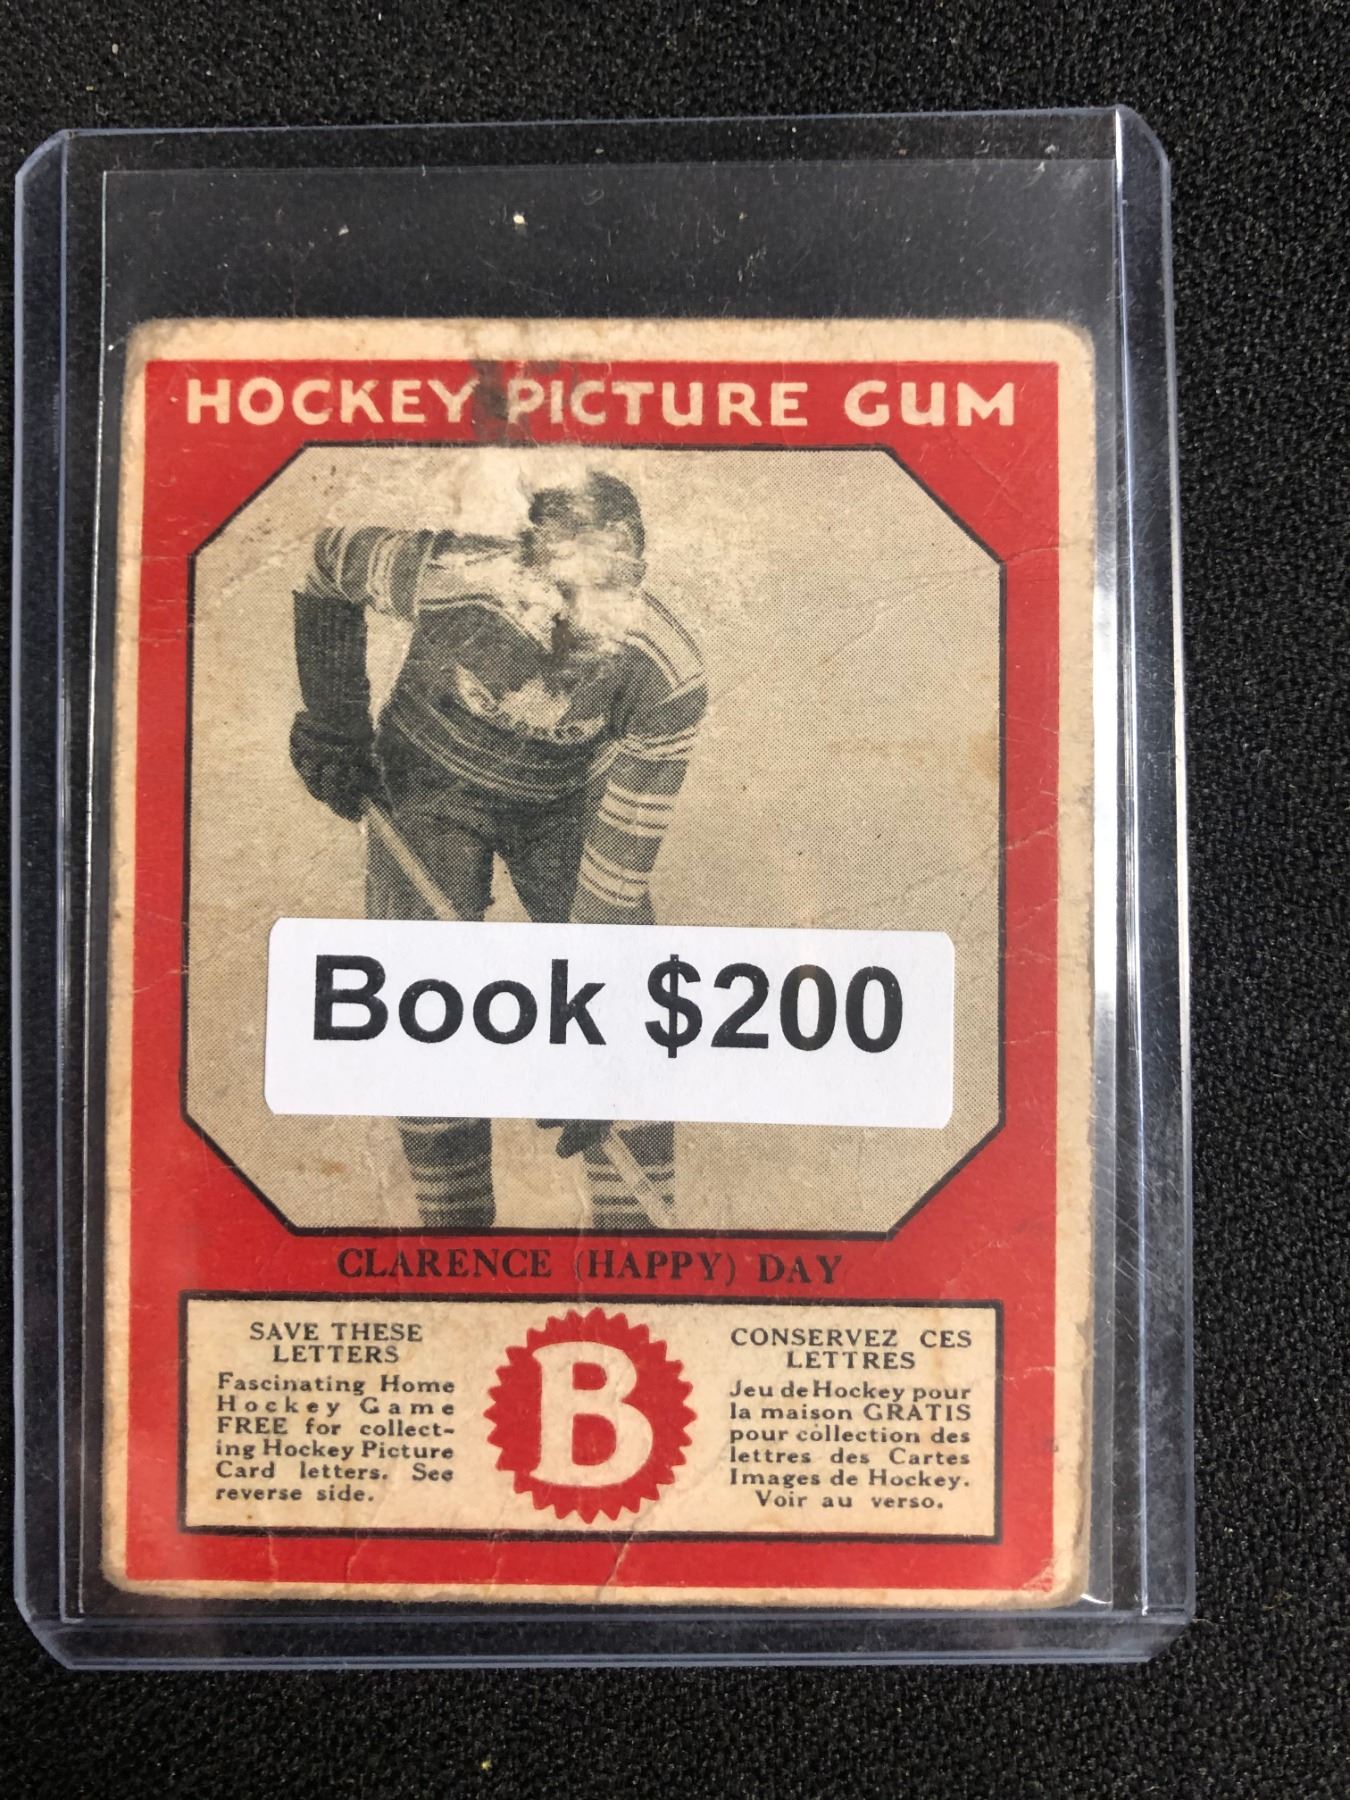 HOCKEY PICTURE GUM
Book $200
CLARENCE (HAPPY) DAY
SAVE THESE
LETTERS
Fascinating Home
Hockey Game
FREE for collect-
ing Hockey Picture
Card letters. See
reverse side.
B
CONSERVEZ CES
LETTRES
Jeu de Hockey pour
la maison GRATIS
pour collection des
lettres des Cartes
Images de Hockey.
Voir au verso.